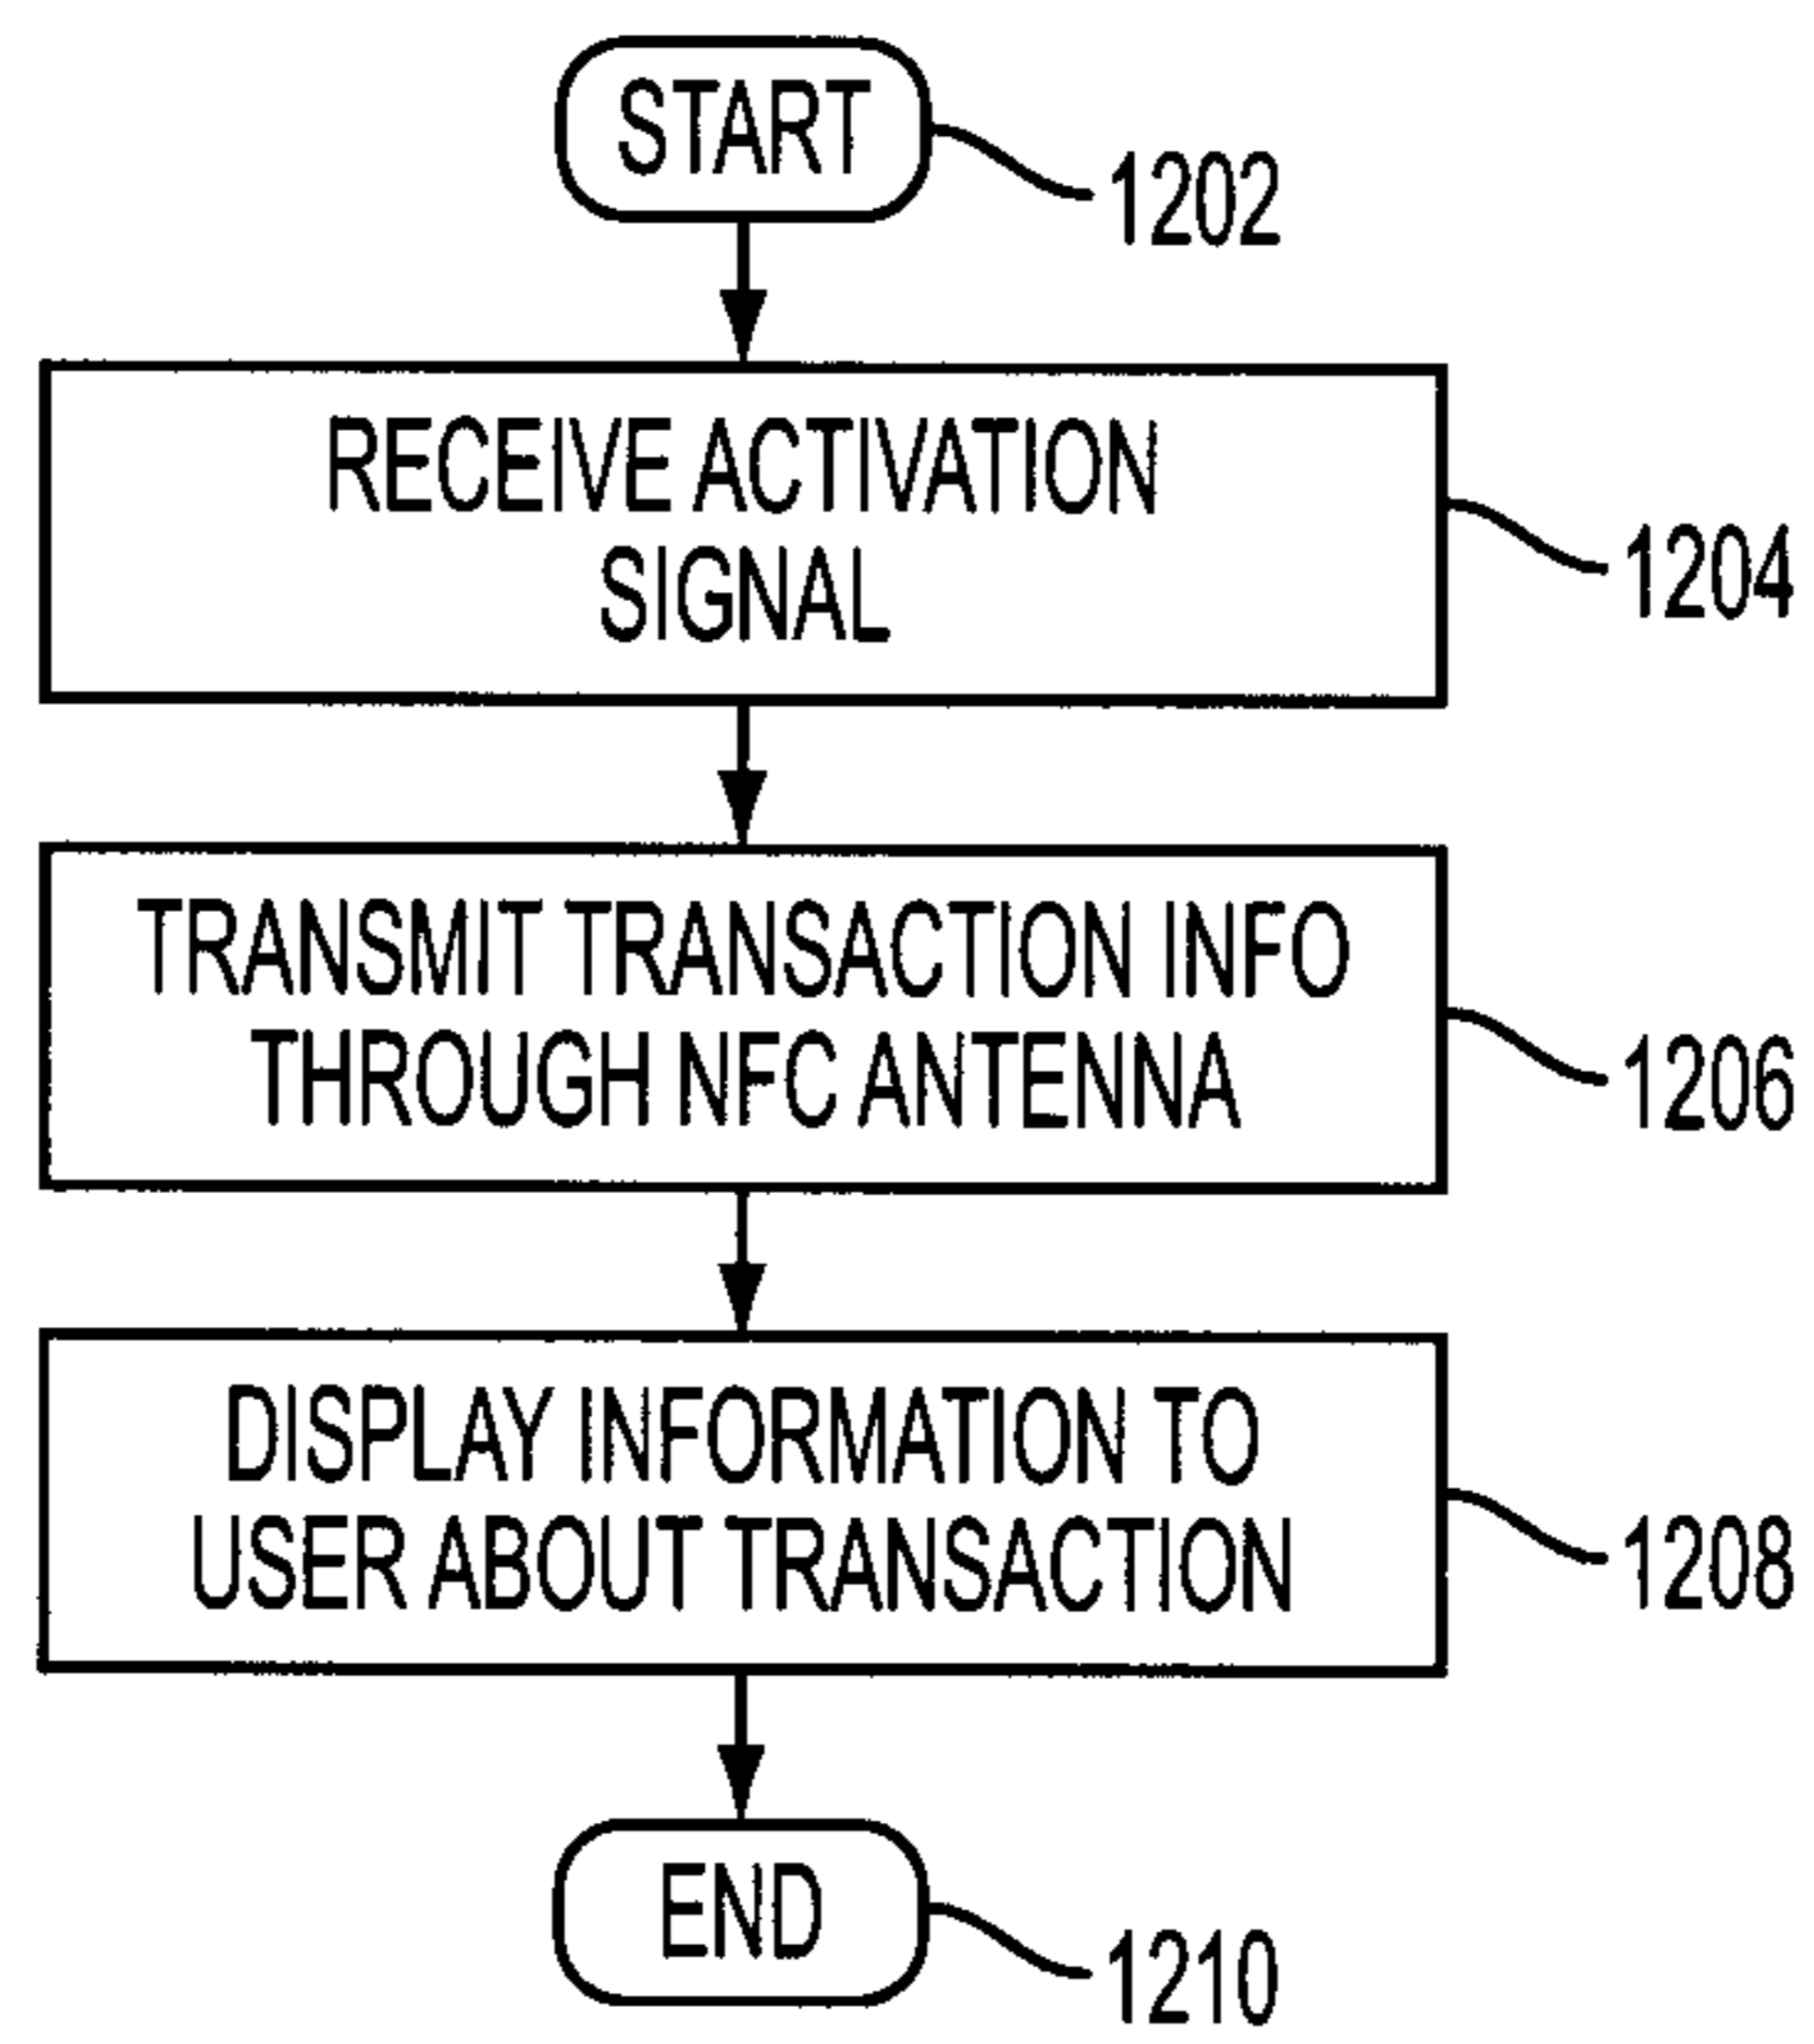 START
1202
RECEIVE ACTIVATION
SIGNAL
1204
TRANSMIT TRANSACTION INFO
THROUGH NFC ANTENNA
1206
DISPLAY INFORMATION TO
USER ABOUT TRANSACTION
1208
END
1210